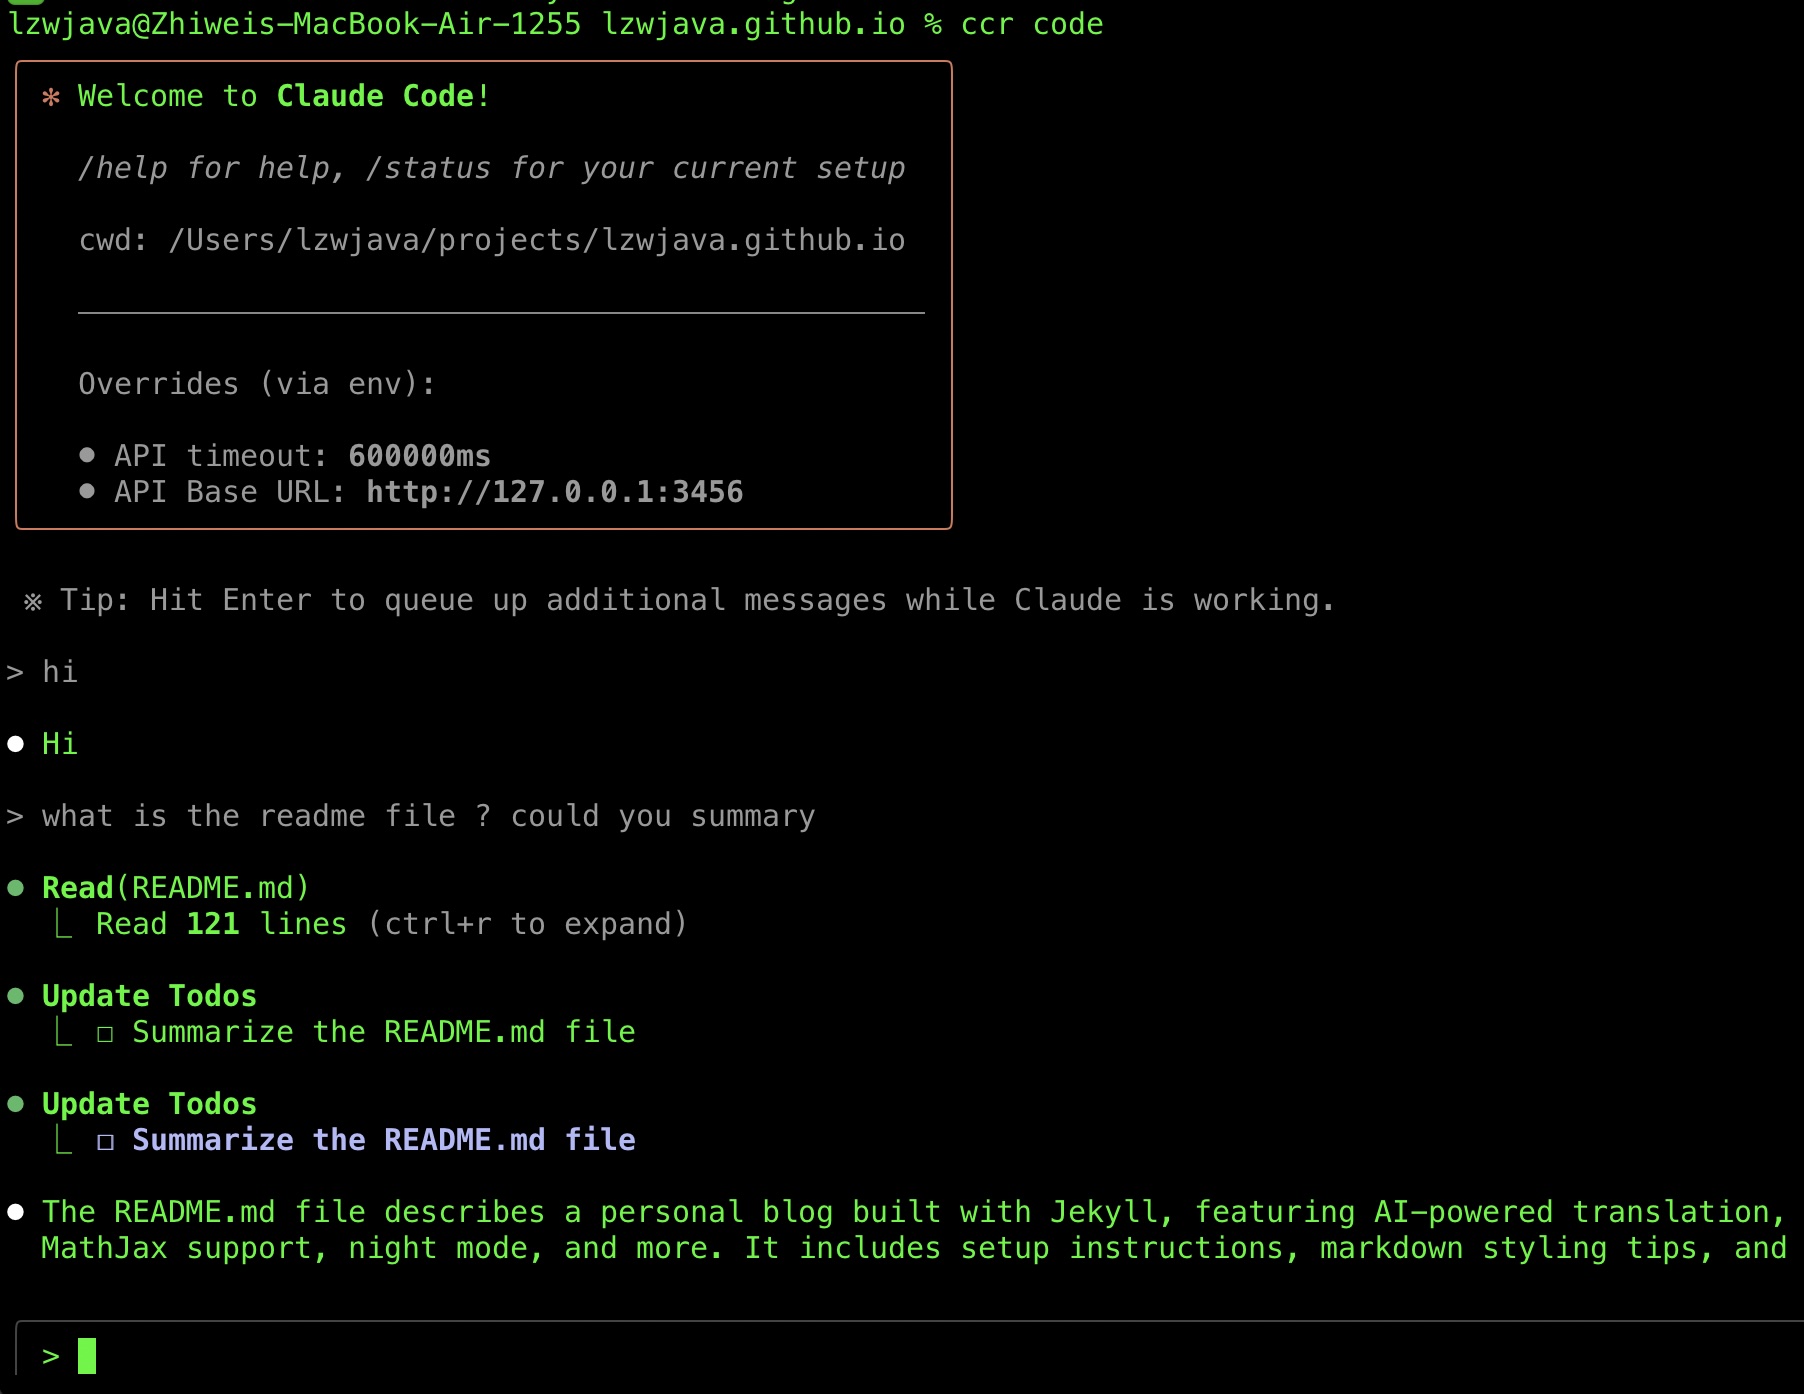 lzwjava@Zhiweis-MacBook-Air-1255 lzwjava.github.io % ccr code
✻ Welcome to Claude Code!
/help for help, /status for your current setup
cwd: /Users/lzwjava/projects/lzwjava.github.io
Overrides (via env):
• API timeout: 600000ms
• API Base URL: http://127.0.0.1:3456
※ Tip: Hit Enter to queue up additional messages while Claude is working.
> hi
● Hi
> what is the readme file ? could you summary
● Read(README.md)
⎿ Read 121 lines (ctrl+r to expand)
● Update Todos
⎿ ☐ Summarize the README.md file
● Update Todos
⎿ ☐ Summarize the README.md file
● The README.md file describes a personal blog built with Jekyll, featuring AI-powered translation,
MathJax support, night mode, and more. It includes setup instructions, markdown styling tips, and
>